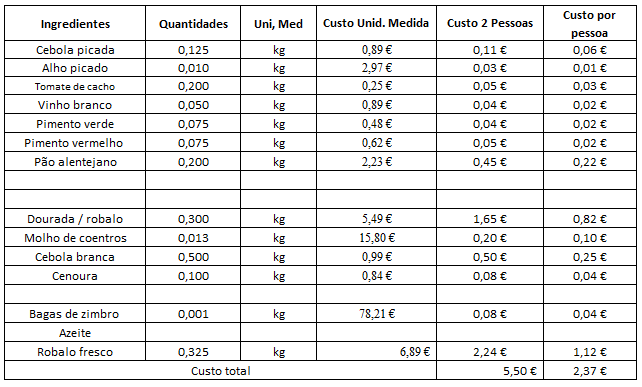 Ingredientes Quantidades Uni, Med Custo Unid. Medida Custo 2 Pessoas Custo por pessoa
Cebola picada 0,125 kg 0,89 € 0,11 € 0,06 €
Alho picado 0,010 kg 2,97 € 0,03 € 0,01 €
Tomate de cacho 0,200 kg 0,25 € 0,05 € 0,03 €
Vinho branco 0,050 kg 0,89 € 0,04 € 0,02 €
Pimento verde 0,075 kg 0,48 € 0,04 € 0,02 €
Pimento vermelho 0,075 kg 0,62 € 0,05 € 0,02 €
Pão alentejano 0,200 kg 2,23 € 0,45 € 0,22 €
Dourada / robalo 0,300 kg 5,49 € 1,65 € 0,82 €
Molho de coentros 0,013 kg 15,80 € 0,20 € 0,10 €
Cebola branca 0,500 kg 0,99 € 0,50 € 0,25 €
Cenoura 0,100 kg 0,84 € 0,08 € 0,04 €
Bagas de zimbro 0,001 kg 78,21 € 0,08 € 0,04 €
Azeite
Robalo fresco 0,325 kg 6,89 € 2,24 € 1,12 €
Custo total 5,50 € 2,37 €